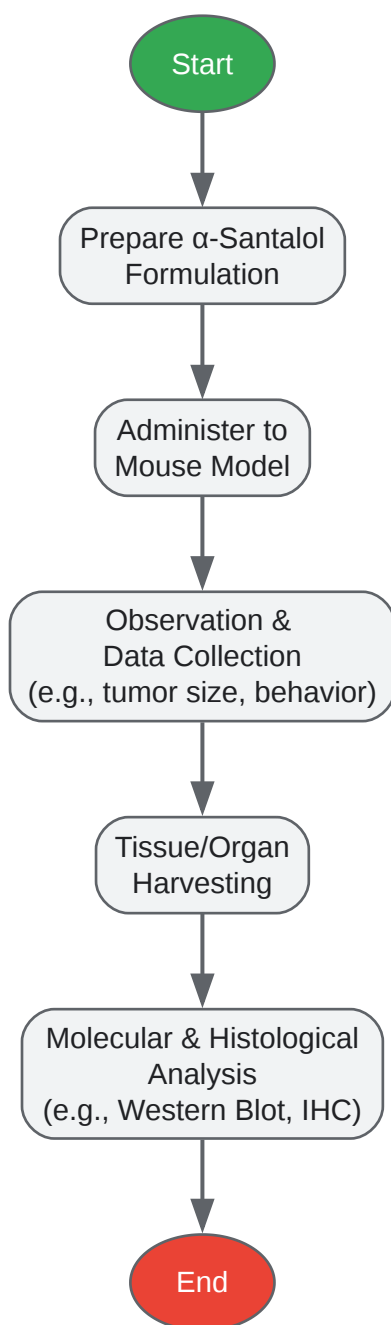 Start
Prepare α-Santalol
Formulation
Administer to
Mouse Model
Observation &
Data Collection
(e.g., tumor size, behavior)
Tissue/Organ
Harvesting
Molecular & Histological
Analysis
(e.g., Western Blot, IHC)
End